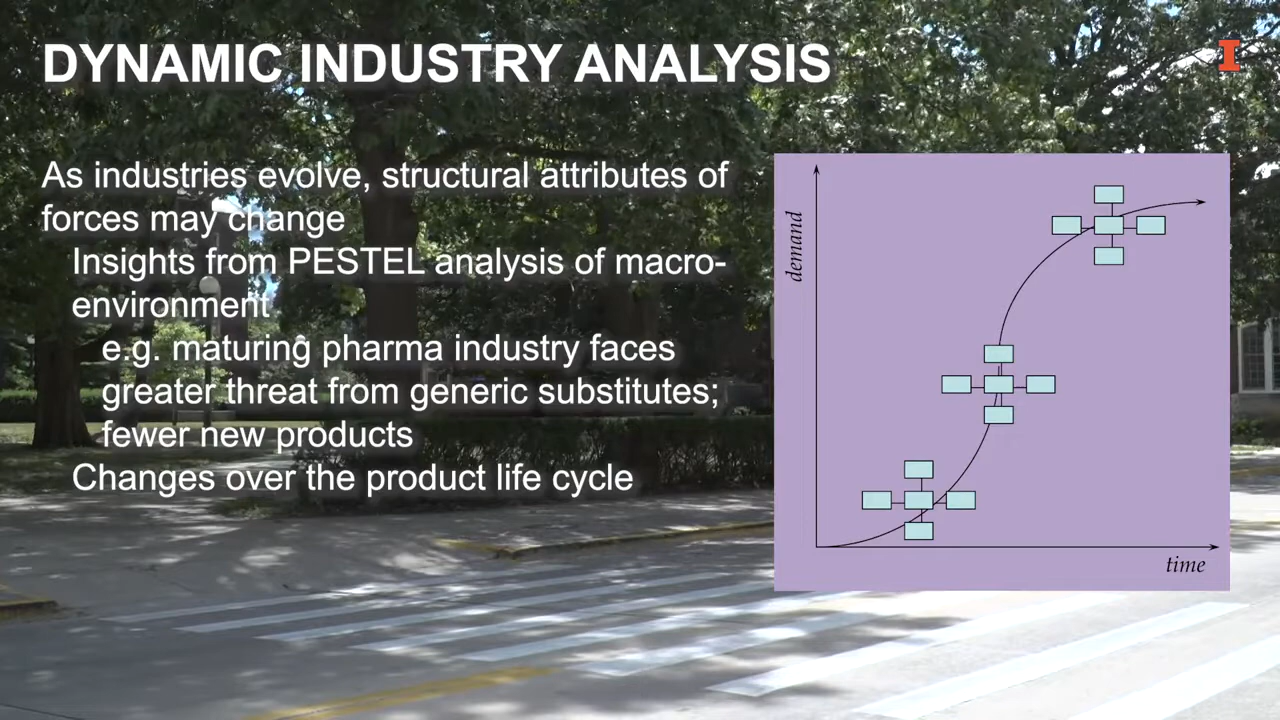 DYNAMIC INDUSTRY ANALYSIS
I
As industries evolve, structural attributes of
forces may change
Insights from PESTEL analysis of macro-
environment
e.g. maturing pharma industry faces
greater threat from generic substitutes;
fewer new products
Changes over the product life cycle
demand
time